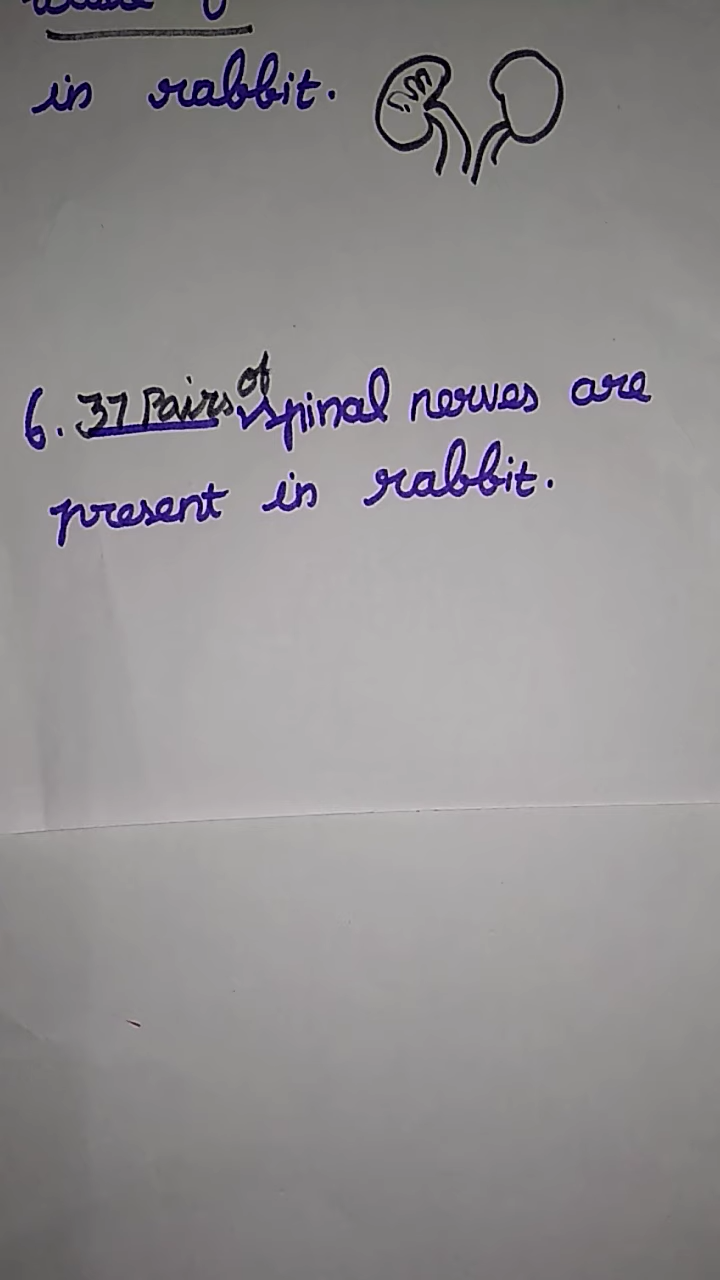 in rabbit.
6. 37 Pairs of spinal nerves are
present in rabbit.